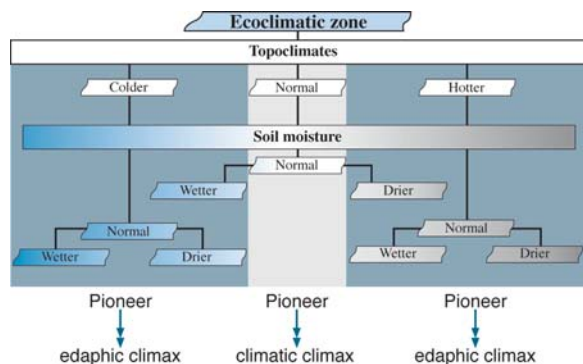 Ecoclimatic zone
Topoclimates
Colder Normal Hotter
Soil moisture
Normal
Wetter Drier
Normal Normal
Wetter Drier Wetter Drier
Pioneer Pioneer Pioneer
edaphic climax climatic climax edaphic climax